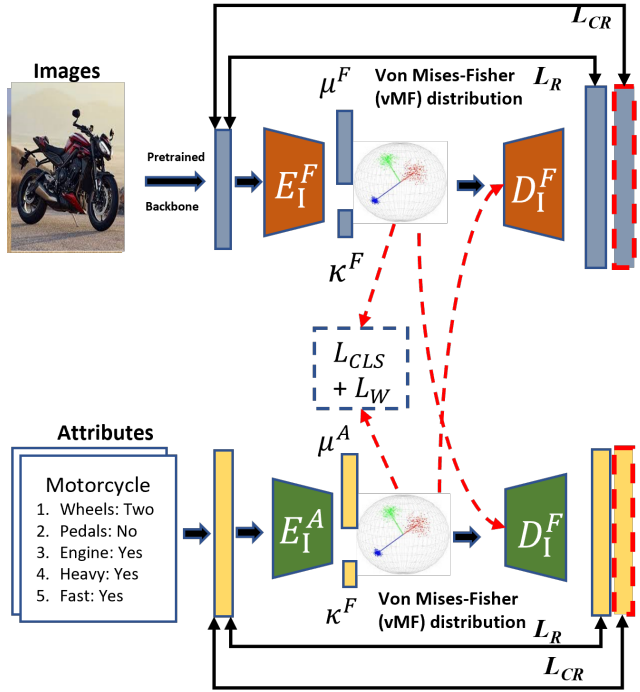 L_CR
Images
μ^F
Von Mises-Fisher
(vMF) distribution
L_R
Pretrained
Backbone
E_I^F
D_I^F
κ^F
L_CLS
+ L_W
Attributes
μ^A
Motorcycle
1. Wheels: Two
2. Pedals: No
3. Engine: Yes
4. Heavy: Yes
5. Fast: Yes
E_I^A
D_I^F
κ^F
Von Mises-Fisher
(vMF) distribution
L_R
L_CR